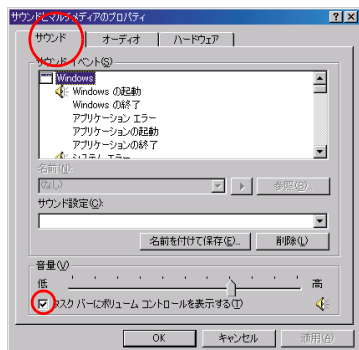 サウンドとマルチメディアのプロパティ
サウンド オーディオ ハードウェア
サウンド イベント(S)
Windows
Windows の起動
Windows の終了
アプリケーション エラー
アプリケーションの起動
アプリケーションの終了
システム エラー
名前(N):
(なし) 参照(B)...
サウンド設定(C):
名前を付けて保存(E)... 削除(L)
音量(V)
低 高
タスク バーにボリューム コントロールを表示する(T)
OK キャンセル 適用(A)